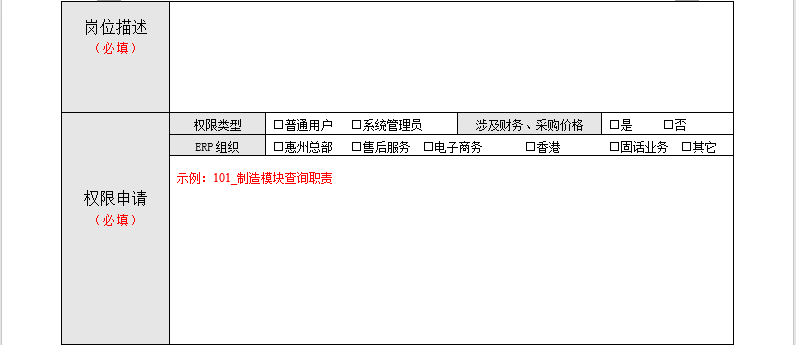 岗位描述
（必填）
权限类型 □普通用户 □系统管理员 涉及财务、采购价格 □是 □否
ERP 组织 □惠州总部 □售后服务 □电子商务 □香港 □固话业务 □其它
权限申请
（必填）
示例：101_制造模块查询职责